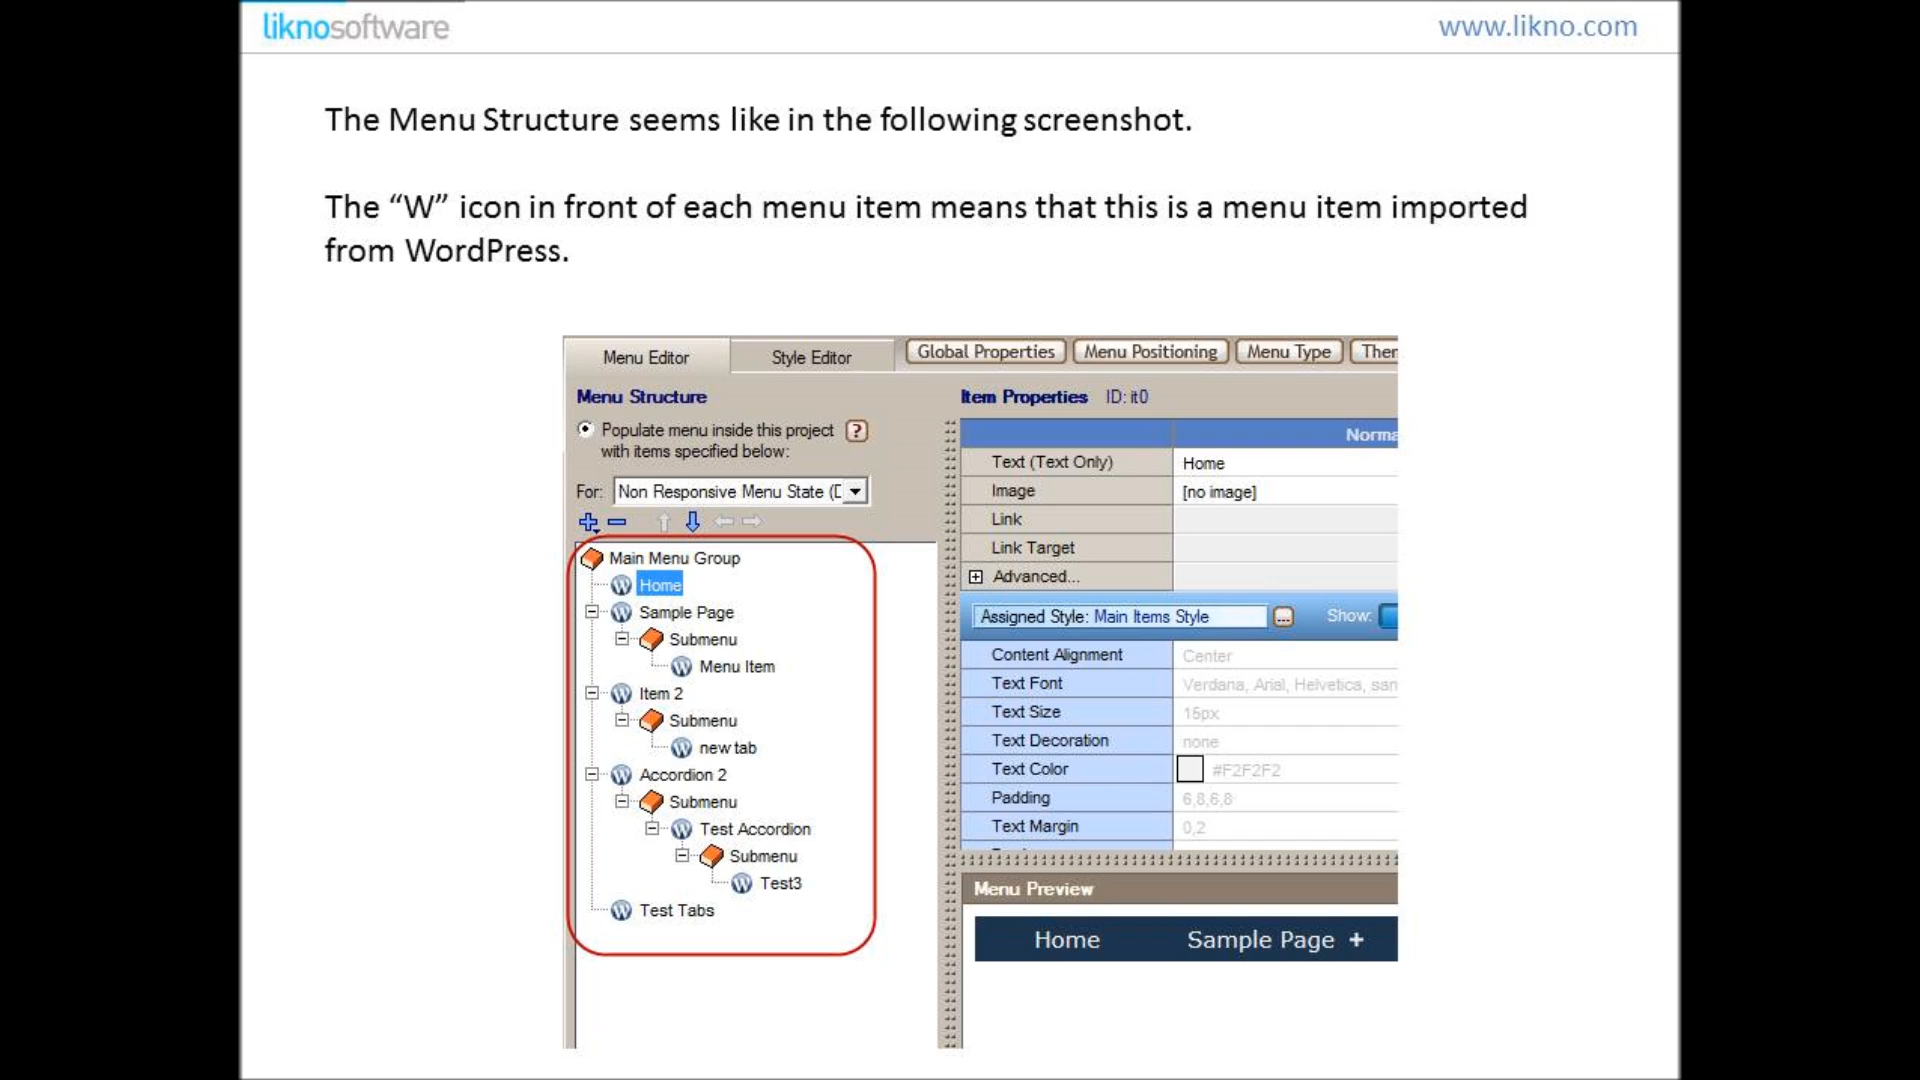 liknosoftware
www.likno.com
The Menu Structure seems like in the following screenshot.
The “W” icon in front of each menu item means that this is a menu item imported
from WordPress.
Menu Editor
Style Editor
Global Properties
Menu Positioning
Menu Type
Menu Structure
Item Properties ID: it0
Populate menu inside this project
with items specified below:
?
For: Non Responsive Menu State (D
Text (Text Only) Home
Image [no image]
Link
Link Target
Advanced...
Main Menu Group
Home
Sample Page
Submenu
Menu Item
Item 2
Submenu
new tab
Accordion 2
Submenu
Test Accordion
Submenu
Test3
Test Tabs
Assigned Style: Main Items Style ... Show:
Content Alignment Center
Text Font Verdana, Arial, Helvetica, san
Text Size 15px
Text Decoration none
Text Color #F2F2F2
Padding 6,8,6,8
Text Margin 0,2
Menu Preview
Home Sample Page +